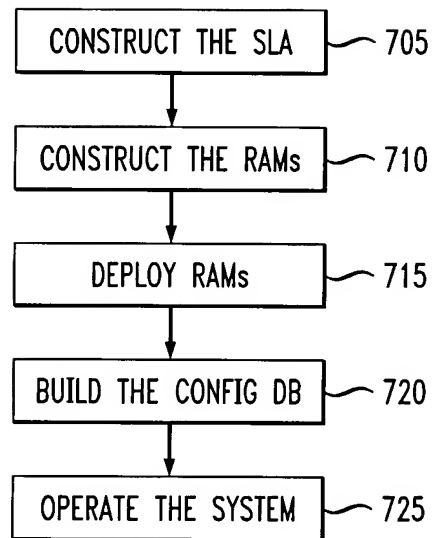 CONSTRUCT THE SLA 705
CONSTRUCT THE RAMs 710
DEPLOY RAMs 715
BUILD THE CONFIG DB 720
OPERATE THE SYSTEM 725